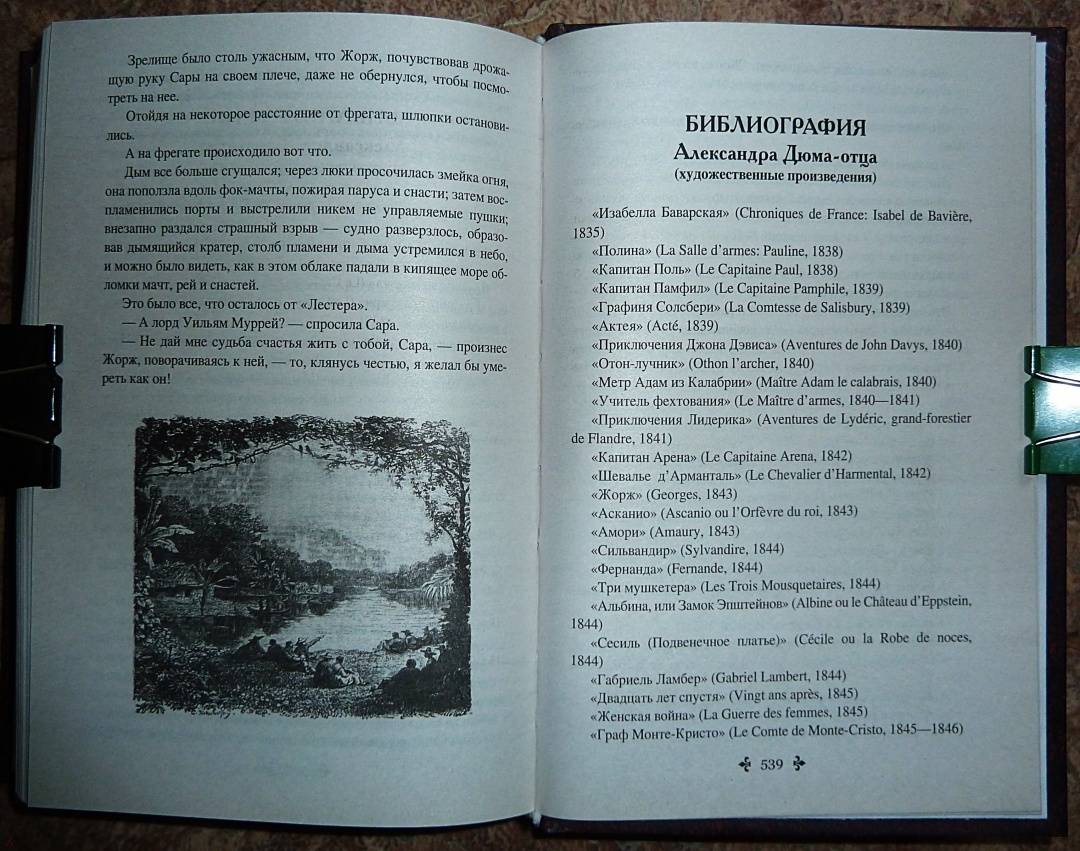 Зрелище было столь ужасным, что Жорж, почувствовав дрожа-
щую руку Сары на своем плече, даже не обернулся, чтобы посмо-
треть на нее.
Отойдя на некоторое расстояние от фрегата, шлюпки останови-
лись.
А на фрегате происходило вот что.
Дым все больше сгущался; через люки просочилась змейка огня,
она поползла вдоль фок-мачты, пожирая паруса и снасти; затем вос-
пламенились порты и выстрелили никем не управляемые пушки;
внезапно раздался страшный взрыв — судно разверзлось, образо-
вав дымящийся кратер, столб пламени и дыма устремился в небо,
и можно было видеть, как в этом облаке падали в кипящее море об-
ломки мачт, рей и снастей.
Это было все, что осталось от «Лестера».
— А лорд Уильям Муррей? — спросила Сара.
— Не дай мне судьба счастья жить с тобой, Сара, — произнес
Жорж, поворачиваясь к ней, — то, клянусь честью, я желал бы уме-
реть как он!
БИБЛИОГРАФИЯ
Александра Дюма-отца
(художественные произведения)
«Изабелла Баварская» (Chroniques de France: Isabel de Bavière,
1835)
«Полина» (La Salle d’armes: Pauline, 1838)
«Капитан Поль» (Le Capitaine Paul, 1838)
«Капитан Памфил» (Le Capitaine Pamphile, 1839)
«Графиня Солсбери» (La Comtesse de Salisbury, 1839)
«Актея» (Acté, 1839)
«Приключения Джона Дэвиса» (Aventures de John Davys, 1840)
«Отон-лучник» (Othon l’archer, 1840)
«Метр Адам из Калабрии» (Maître Adam le calabrais, 1840)
«Учитель фехтования» (Le Maître d’armes, 1840—1841)
«Приключения Лидерика» (Aventures de Lydéric, grand-forestier
de Flandre, 1841)
«Капитан Арена» (Le Capitaine Arena, 1842)
«Шевалье д’Арманталь» (Le Chevalier d’Harmental, 1842)
«Жорж» (Georges, 1843)
«Асканио» (Ascanio ou l’Orfèvre du roi, 1843)
«Амори» (Amaury, 1843)
«Сильвандир» (Sylvandire, 1844)
«Фернанда» (Fernande, 1844)
«Три мушкетера» (Les Trois Mousquetaires, 1844)
«Альбина, или Замок Эпштейнов» (Albine ou le Château d’Eppstein,
1844)
«Сесиль (Подвенечное платье)» (Cécile ou la Robe de noces,
1844)
«Габриель Ламбер» (Gabriel Lambert, 1844)
«Двадцать лет спустя» (Vingt ans après, 1845)
«Женская война» (La Guerre des femmes, 1845)
«Граф Монте-Кристо» (Le Comte de Monte-Cristo, 1845—1846)
539